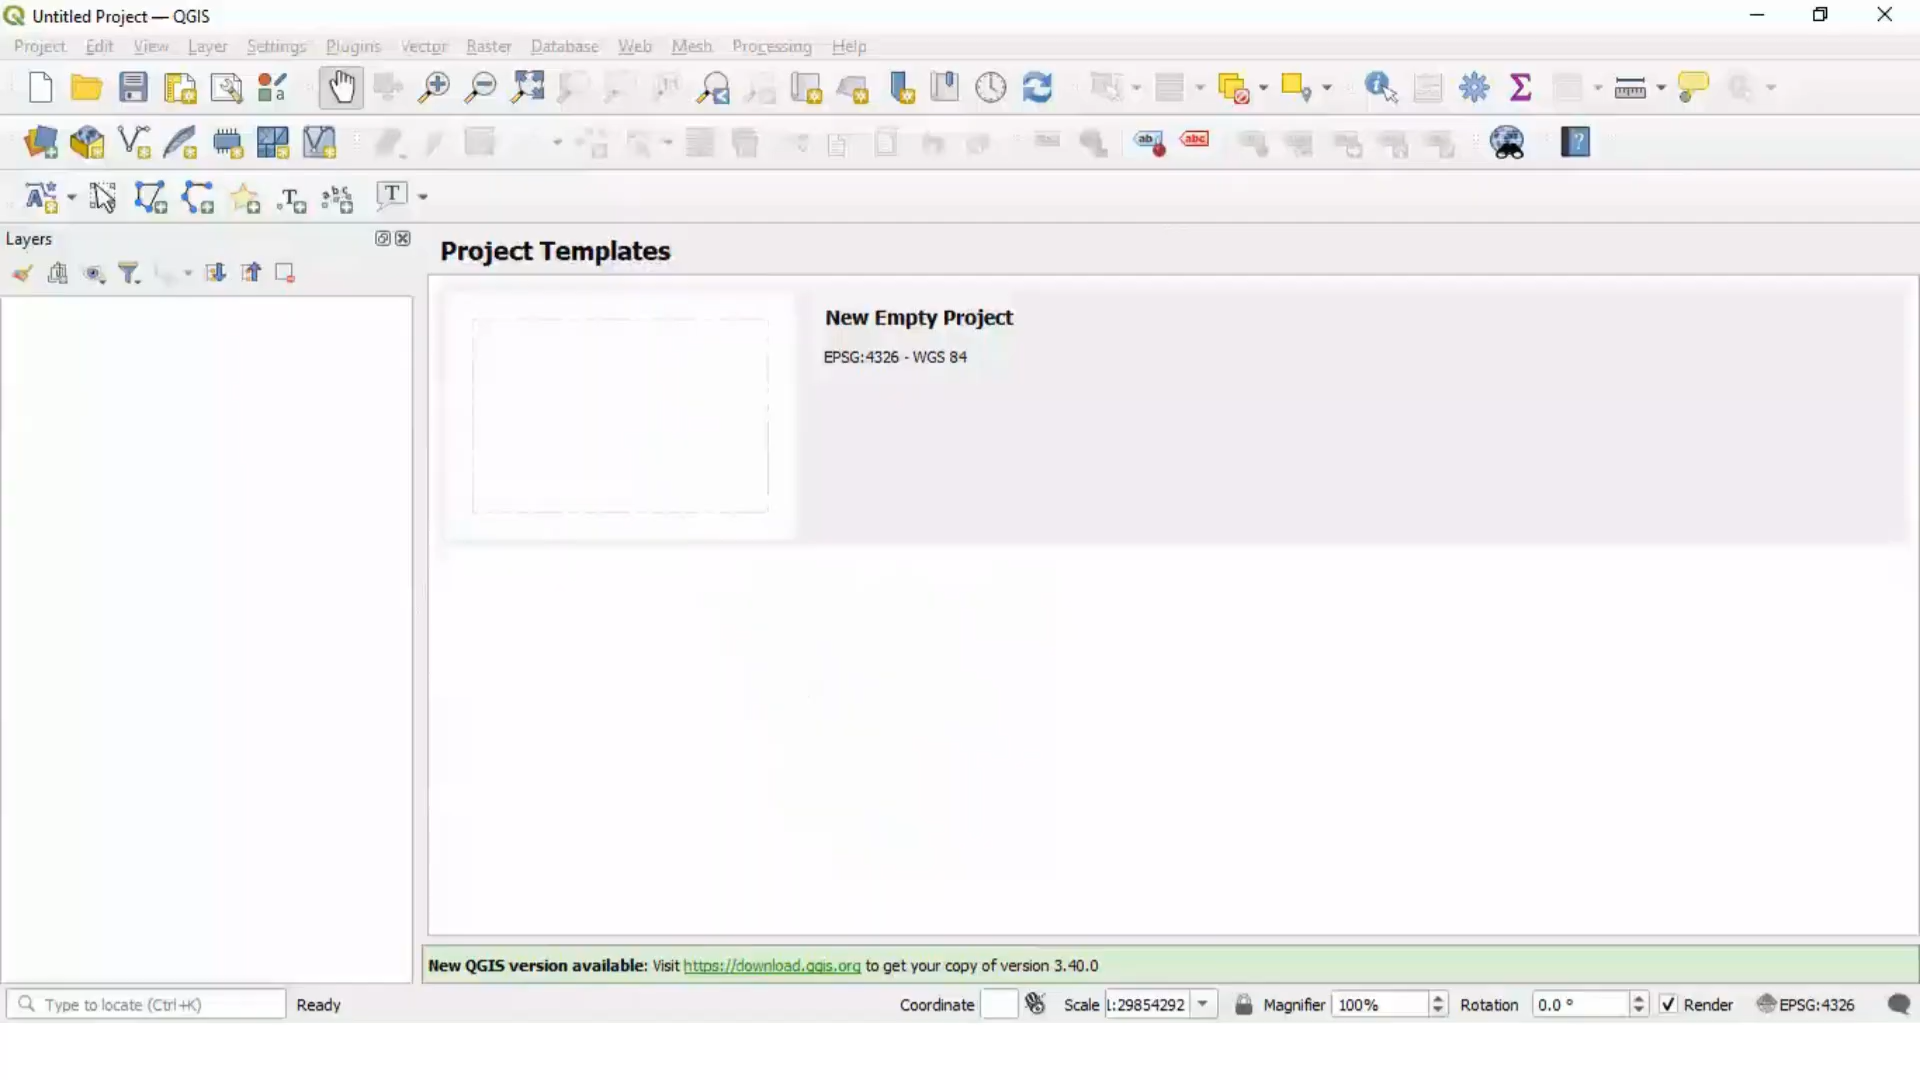 Untitled Project — QGIS
Project Edit View Layer Settings Plugins Vector Raster Database Web Mesh Processing Help
a
ab abc ?
T abc T
Layers
Project Templates
New Empty Project
EPSG:4326 - WGS 84
New QGIS version available: Visit https://download.qgis.org to get your copy of version 3.40.0
Type to locate (Ctrl+K) Ready Coordinate Scale 1:29854292 Magnifier 100% Rotation 0.0 ° Render EPSG:4326